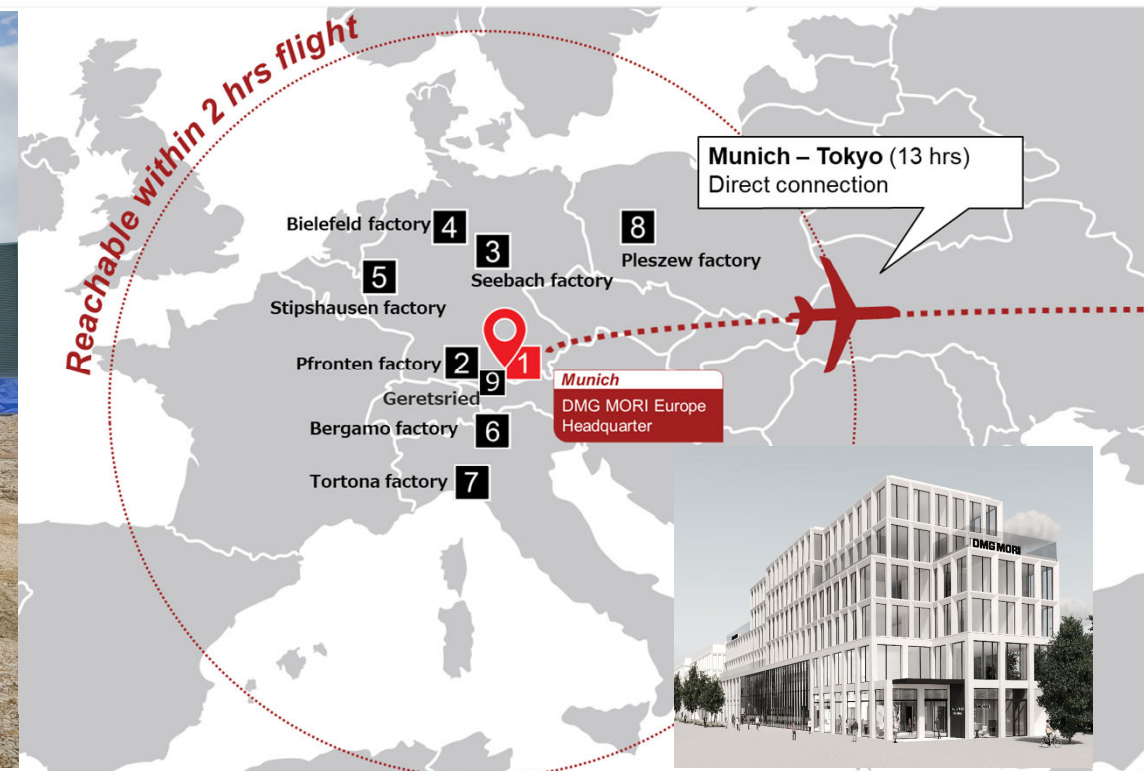 Reachable within 2 hrs flight
Munich – Tokyo (13 hrs)
Direct connection
Bielefeld factory 4
3
Seebach factory
8
Pleszew factory
5
Stipshausen factory
Pfronten factory 2
1
9
Geretsried
Munich
DMG MORI Europe
Headquarter
Bergamo factory 6
Tortona factory 7
DMG MORI